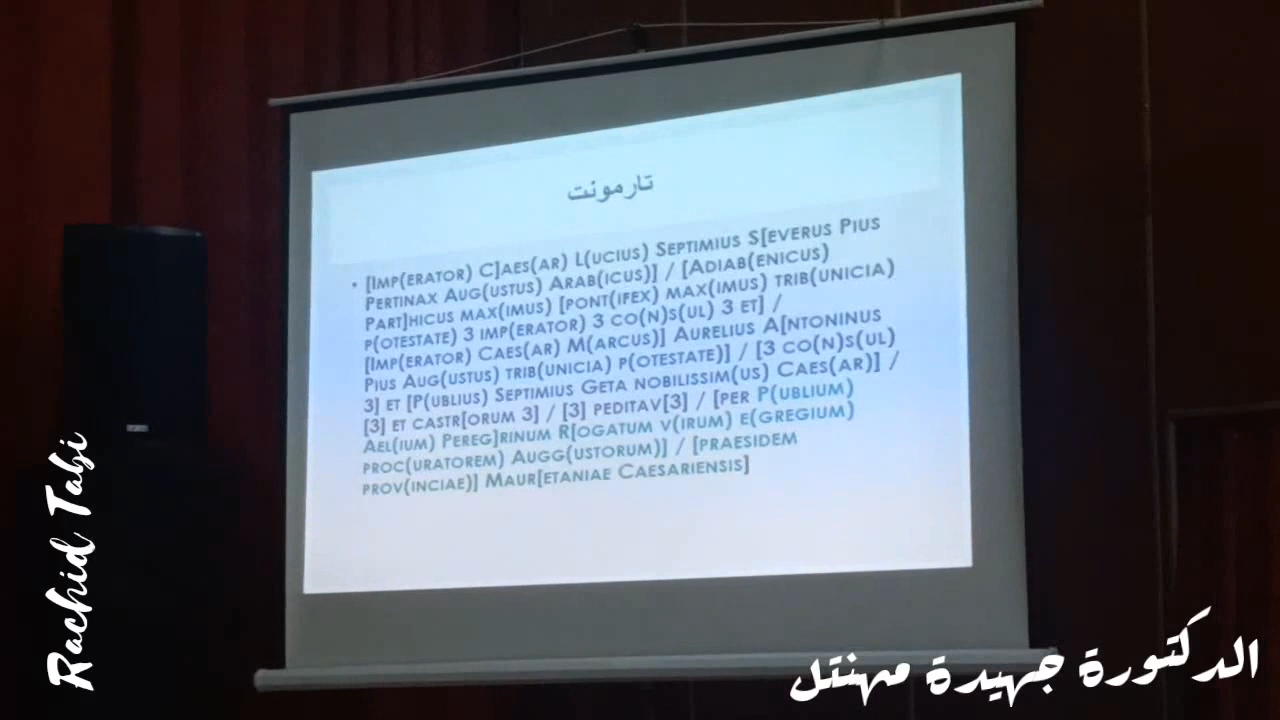 تارمونت
• [IMP(ERATOR) C]AES(AR) L(UCIUS) SEPTIMIUS S[EVERUS PIUS
PERTINAX AUG(USTUS) ARAB(ICUS)] / [ADIAB(ENICUS)
PART]HICUS MAX(IMUS) [PONT(IFEX) MAX(IMUS) TRIB(UNICIA)
P(OTESTATE) 3 IMP(ERATOR) 3 CO(N)S(UL) 3 ET] /
[IMP(ERATOR) CAES(AR) M(ARCUS)] AURELIUS A[NTONINUS
PIUS AUG(USTUS) TRIB(UNICIA) P(OTESTATE)] / [3 CO(N)S(UL)
3] ET [P(UBLIUS) SEPTIMIUS GETA NOBILISSIM(US) CAES(AR)] /
[3] ET CASTR[ORUM 3] / [3] PEDITAV[3] / [PER P(UBLIUM)
AEL(IUM) PEREG]RINUM R[OGATUM V(IRUM) E(GREGIUM)
PROC(URATOREM) AUGG(USTORUM)] / [PRAESIDEM
PROV(INCIAE)] MAUR[ETANIAE CAESARIENSIS]
Rachid Tabi
الدكتورة جهيدة مهنتل